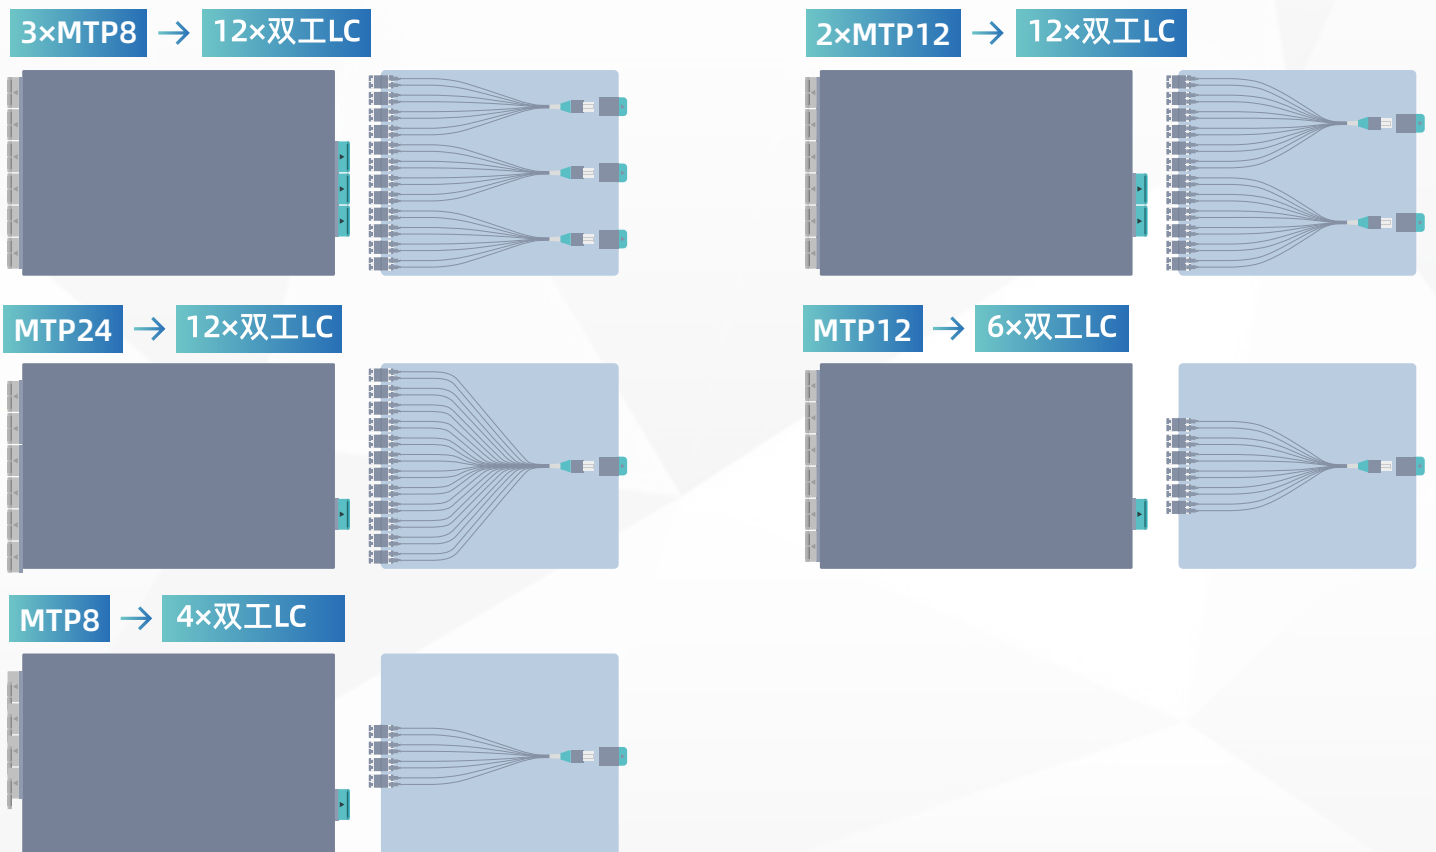 3×MTP8 → 12×双工LC
2×MTP12 → 12×双工LC
MTP24 → 12×双工LC
MTP12 → 6×双工LC
MTP8 → 4×双工LC